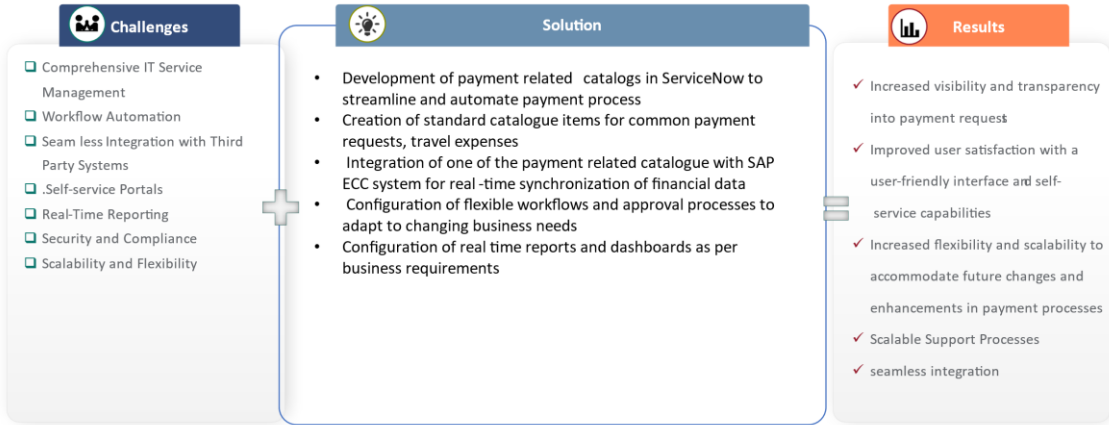 Challenges
Comprehensive IT Service
Management
Workflow Automation
Seam less Integration with Third
Party Systems
.Self-service Portals
Real-Time Reporting
Security and Compliance
Scalability and Flexibility
Solution
Development of payment related catalogs in ServiceNow to
streamline and automate payment process
Creation of standard catalogue items for common payment
requests, travel expenses
Integration of one of the payment related catalogue with SAP
ECC system for real-time synchronization of financial data
Configuration of flexible workflows and approval processes to
adapt to changing business needs
Configuration of real time reports and dashboards as per
business requirements
Results
Increased visibility and transparency
into payment requests
Improved user satisfaction with a
user-friendly interface and self-
service capabilities
Increased flexibility and scalability to
accommodate future changes and
enhancements in payment processes
Scalable Support Processes
seamless integration